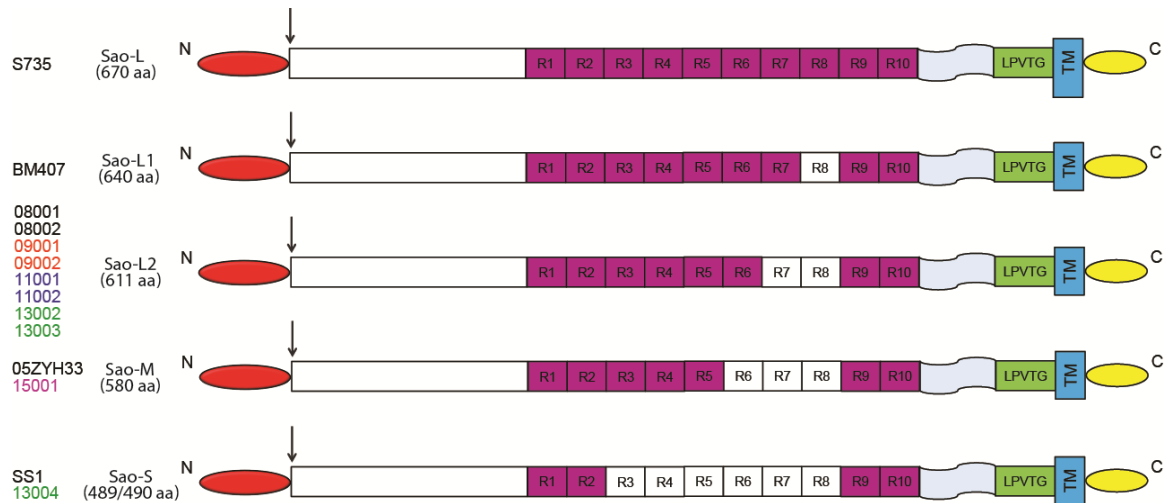 N C
S735 Sao-L R1 R2 R3 R4 R5 R6 R7 R8 R9 R10 LPVTG TM
(670 aa)
N C
BM407 Sao-L1 R1 R2 R3 R4 R5 R6 R7 R8 R9 R10 LPVTG TM
(640 aa)
08001
08002
09001
09002
11001
11002
13002
13003
N C
Sao-L2 R1 R2 R3 R4 R5 R6 R7 R8 R9 R10 LPVTG TM
(611 aa)
N C
05ZYH33 Sao-M R1 R2 R3 R4 R5 R6 R7 R8 R9 R10 LPVTG TM
15001 (580 aa)
N C
SS1 Sao-S R1 R2 R3 R4 R5 R6 R7 R8 R9 R10 LPVTG TM
13004 (489/490 aa)